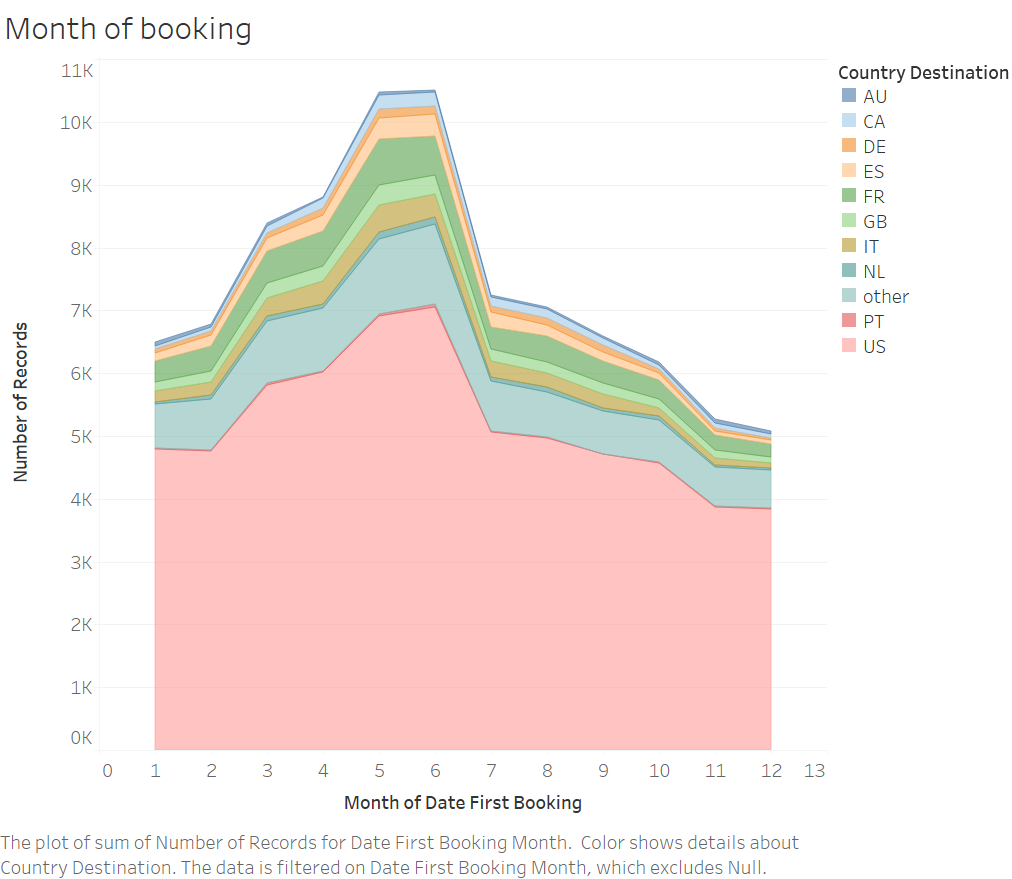 Month of booking
11K
10K
9K
8K
7K
6K
5K
4K
3K
2K
1K
0K
Number of Records
0 1 2 3 4 5 6 7 8 9 10 11 12 13
Month of Date First Booking
Country Destination
AU
CA
DE
ES
FR
GB
IT
NL
other
PT
US
The plot of sum of Number of Records for Date First Booking Month.  Color shows details about
Country Destination. The data is filtered on Date First Booking Month, which excludes Null.